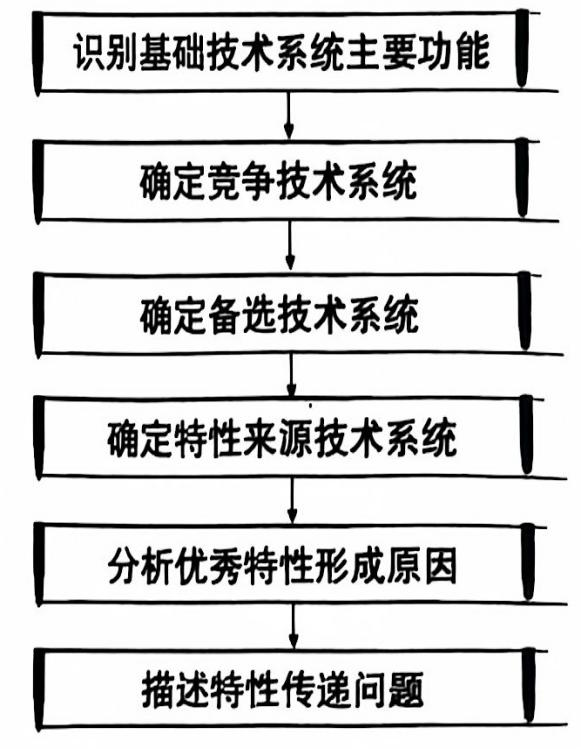 识别基础技术系统主要功能
确定竞争技术系统
确定备选技术系统
确定特性来源技术系统
分析优秀特性形成原因
描述特性传递问题